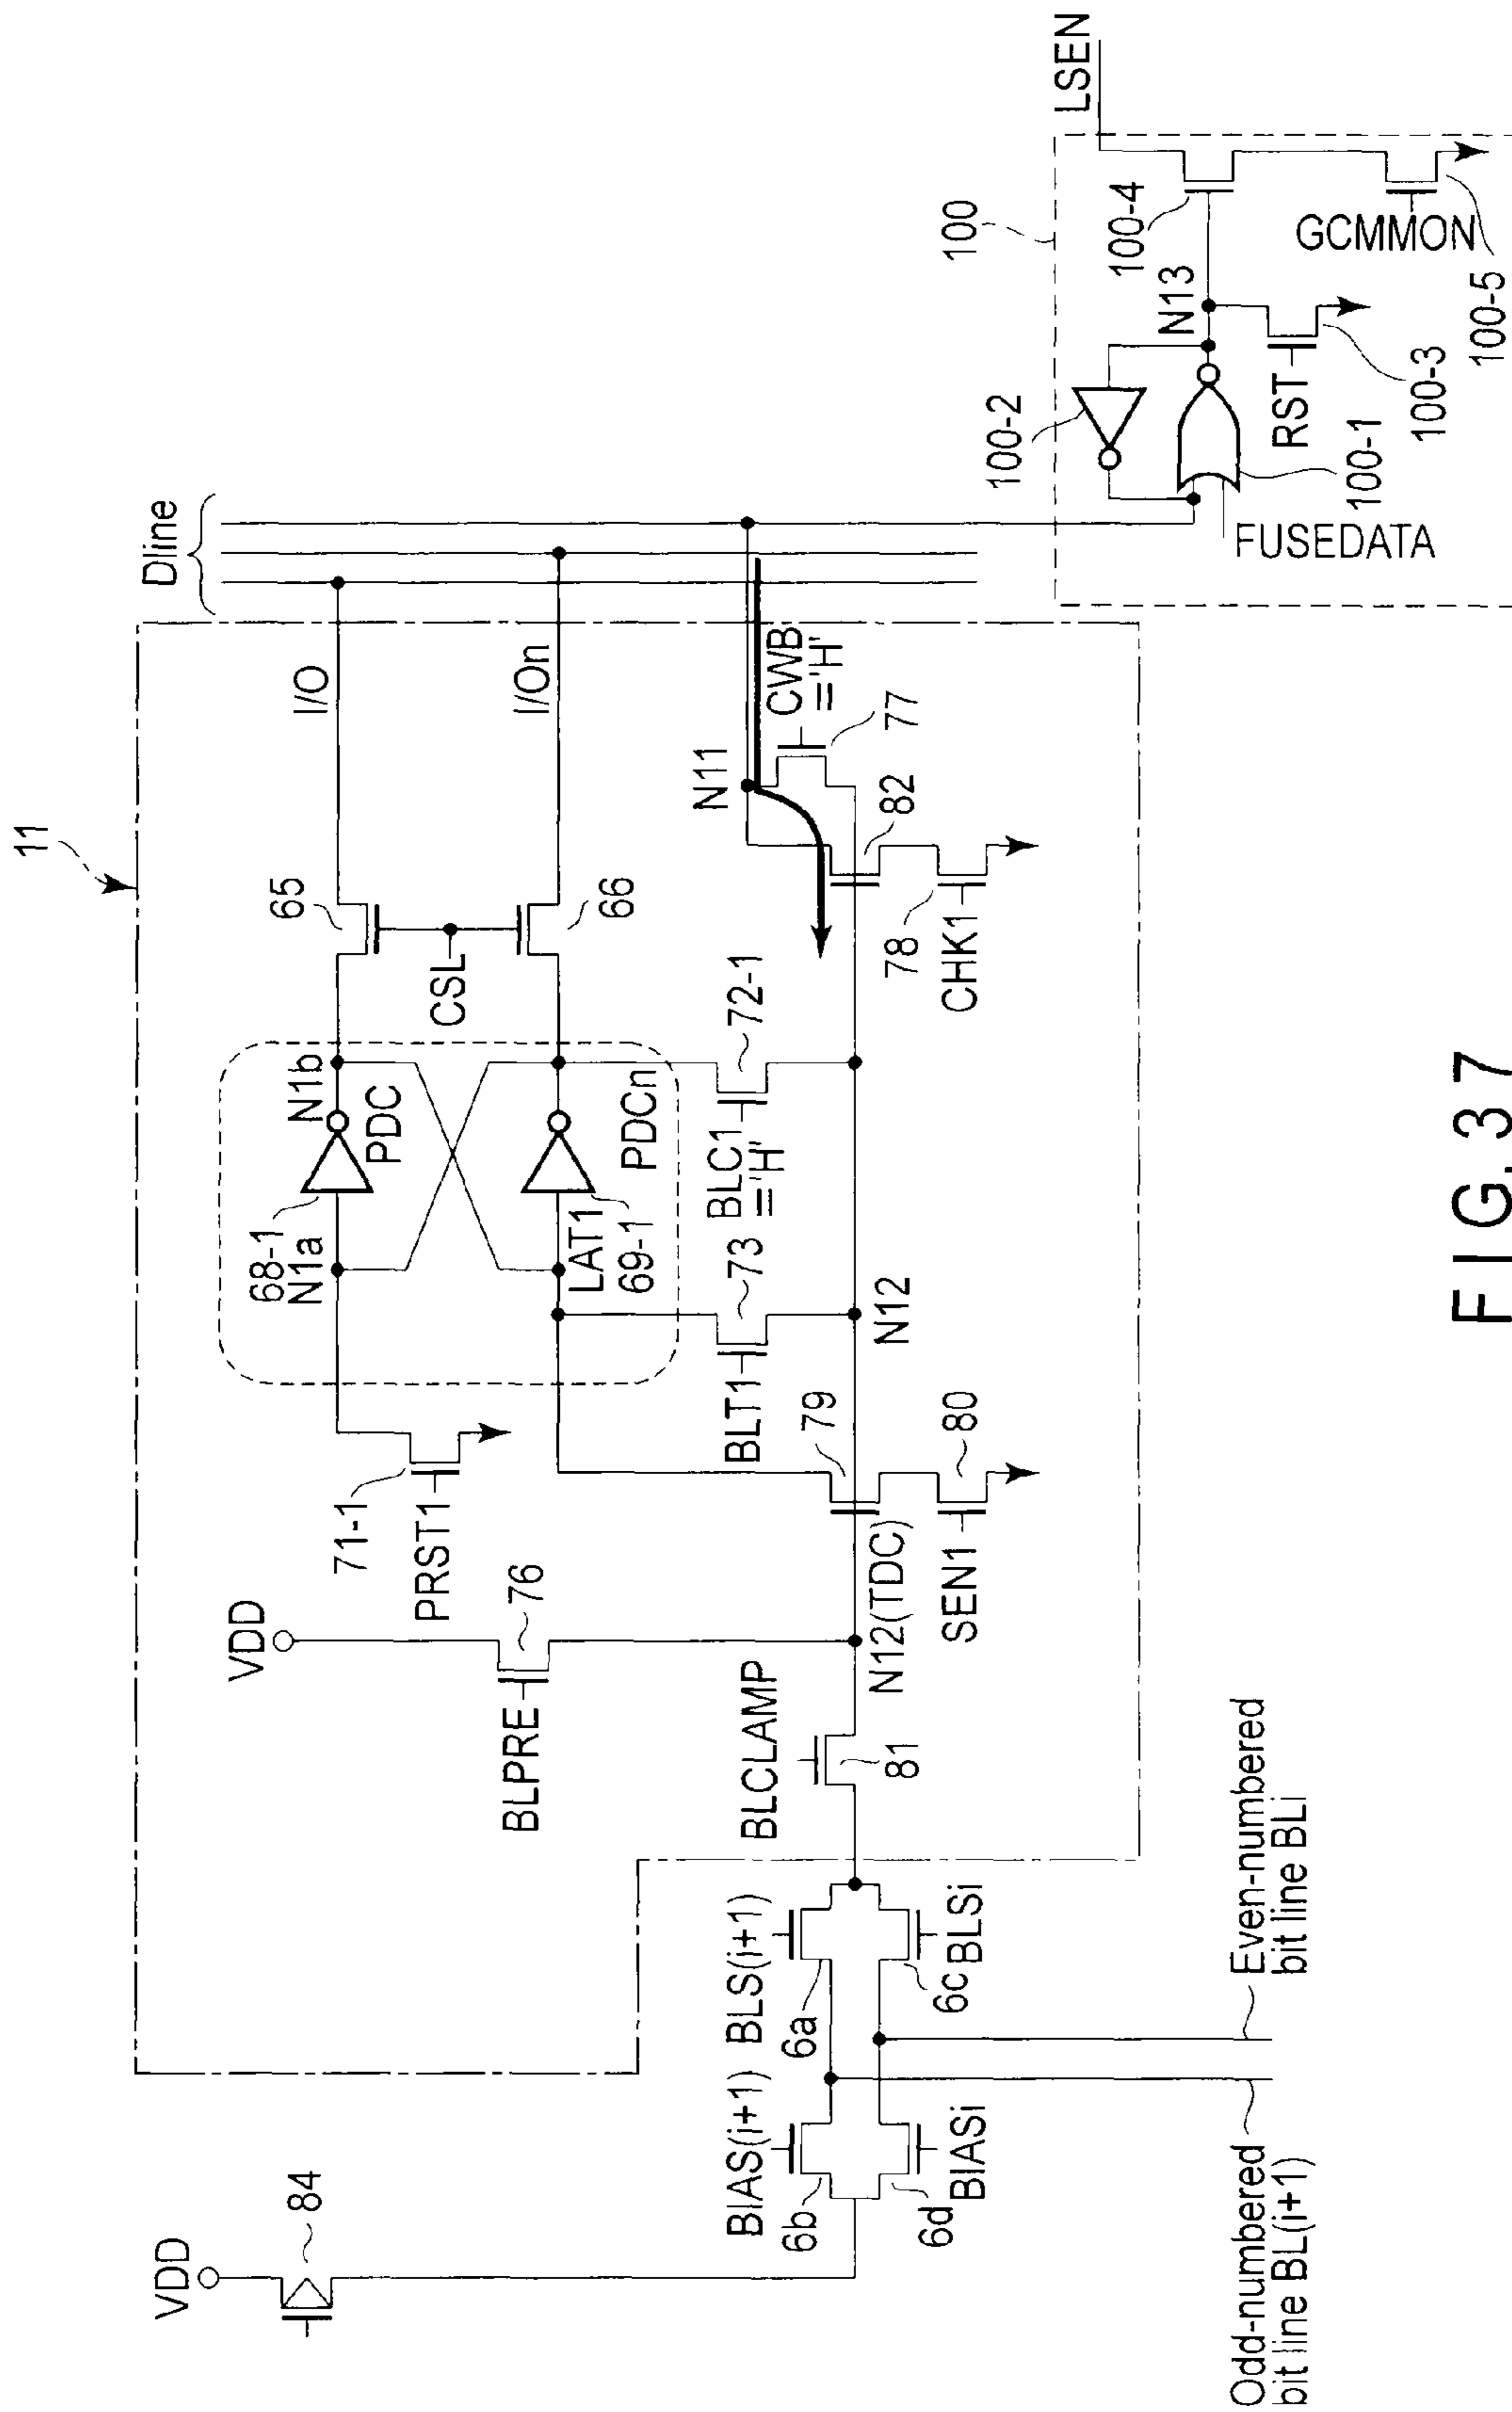 11
Dline
I/O
I/On
65
66
CSL
N1b
PDC
68-1
N1a
LAT1
69-1
PDCn
71-1
PRST1
VDD
76
BLPRE
BLT1
73
BLC1
='H'
72-1
N11
CWB
='H'
77
82
78
CHK1
N12
79
80
SEN1
N12(TDC)
BLCLAMP
81
BLS(i+1)
6a
6c
BLSi
BIAS(i+1)
6b
6d
BIASi
VDD
84
Odd-numbered
bit line BL(i+1)
Even-numbered
bit line BLi
100
LSEN
100-4
N13
GCMMON
100-5
100-2
RST
100-3
100-1
FUSEDATA
FIG. 37